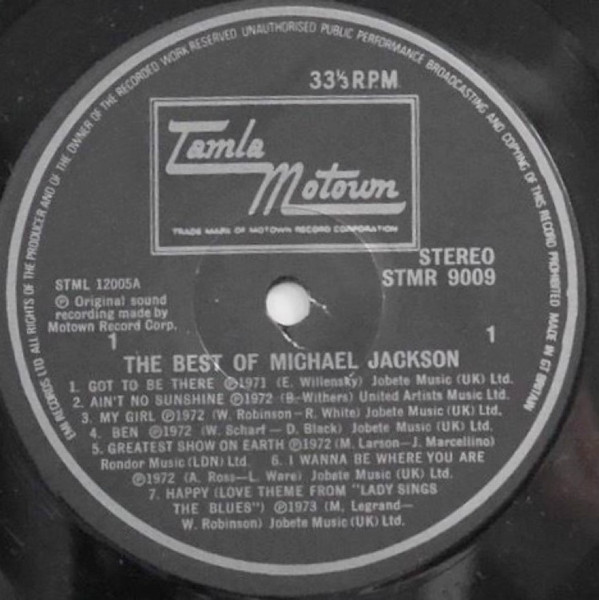 EMI RECORDS LTD ALL RIGHTS OF THE PRODUCER AND OF THE OWNER OF THE RECORDED WORK RESERVED UNAUTHORISED PUBLIC PERFORMANCE BROADCASTING AND COPYING OF THIS RECORD PROHIBITED MADE IN GT BRITAIN
33⅓ R.P.M.
Tamla
Motown
TRADE MARK OF MOTOWN RECORD CORPORATION
STEREO
STMR 9009
STML 12005A
℗ Original sound
recording made by
Motown Record Corp.
1
1
THE BEST OF MICHAEL JACKSON
1. GOT TO BE THERE ℗1971 (E. Willensky) Jobete Music (UK) Ltd.
2. AIN'T NO SUNSHINE ℗1972 (B. Withers) United Artists Music Ltd.
3. MY GIRL ℗1972 (W. Robinson—R. White) Jobete Music (UK) Ltd.
4. BEN ℗1972 (W. Scharf — D. Black) Jobete Music (UK) Ltd.
5. GREATEST SHOW ON EARTH ℗1972 (M. Larson—J. Marcellino)
Rondor Music (LDN) Ltd. 6. I WANNA BE WHERE YOU ARE
℗1972 (A. Ross—L. Ware) Jobete Music (UK) Ltd.
7. HAPPY (LOVE THEME FROM "LADY SINGS
THE BLUES") ℗1973 (M. Legrand—
W. Robinson) Jobete Music (UK) Ltd.